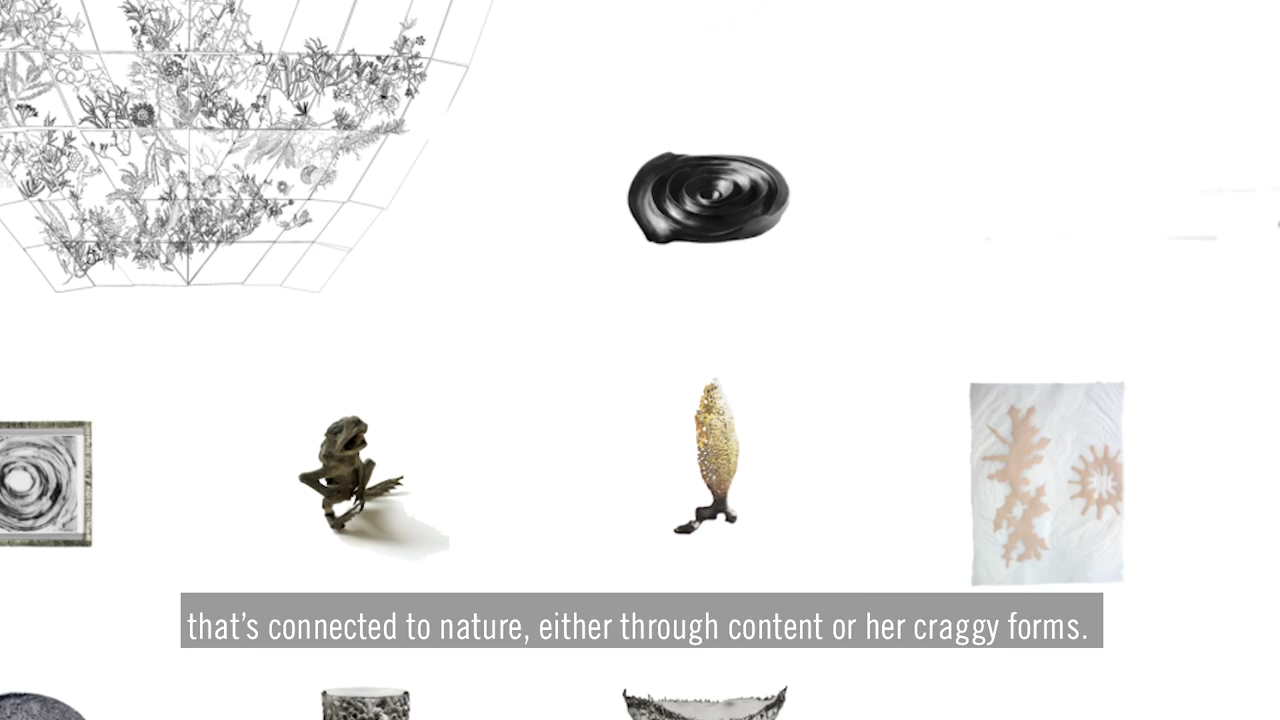 that's connected to nature, either through content or her craggy forms.